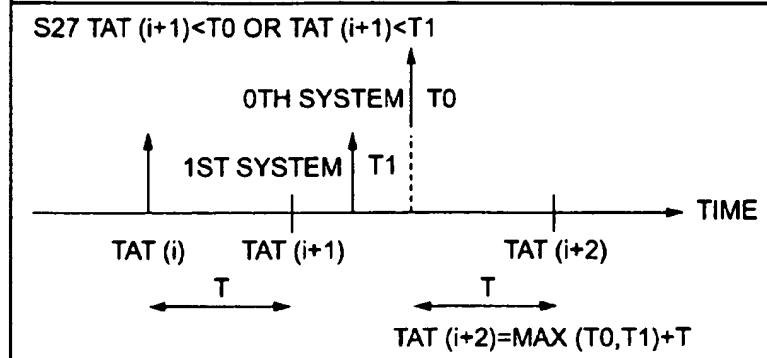 S27 TAT (i+1)<T0 OR TAT (i+1)<T1
0TH SYSTEM T0
1ST SYSTEM T1
TIME
TAT (i) TAT (i+1) TAT (i+2)
T T
TAT (i+2)=MAX (T0,T1)+T